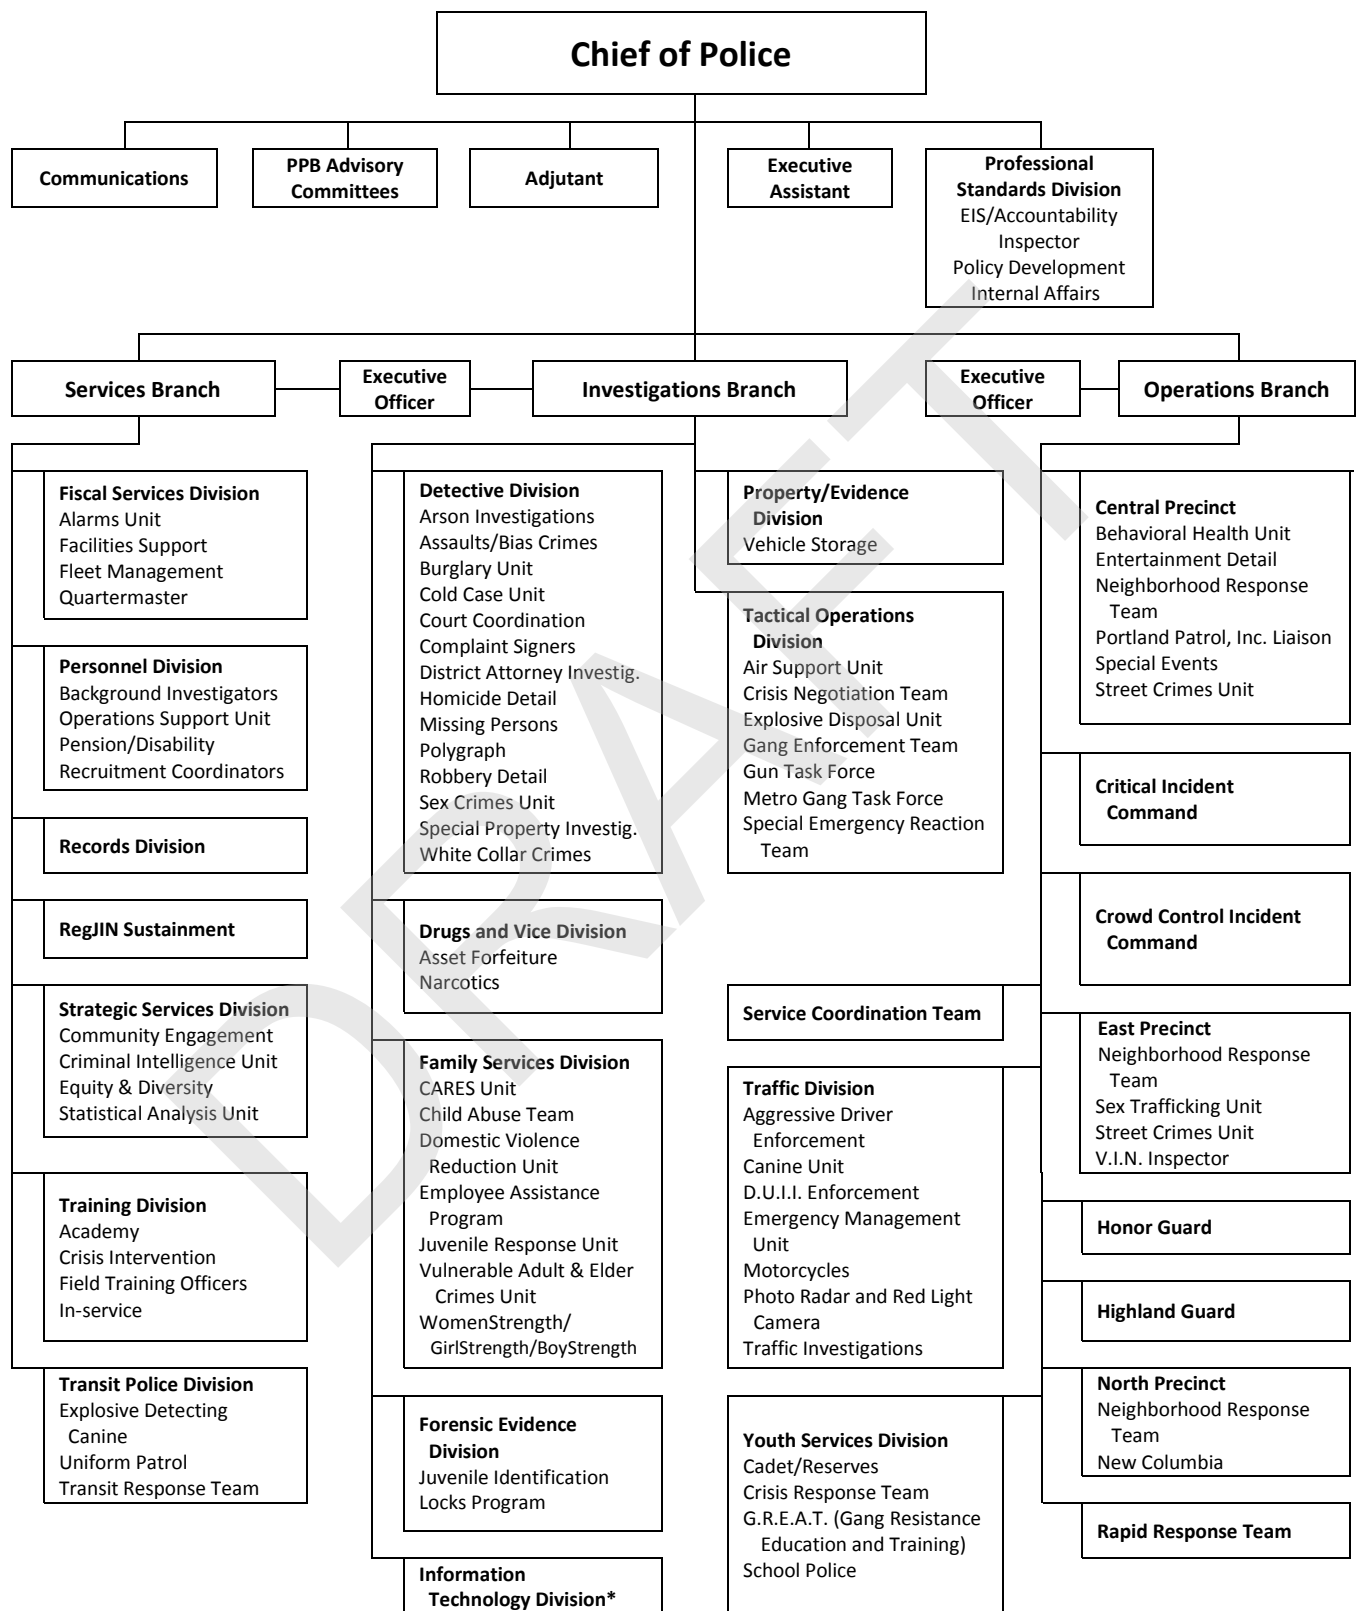 Chief of Police
Communications
PPB Advisory
Committees
Adjutant
Executive
Assistant
Professional
Standards Division
EIS/Accountability
Inspector
Policy Development
Internal Affairs
Services Branch
Executive
Officer
Investigations Branch
Executive
Officer
Operations Branch
Fiscal Services Division
Alarms Unit
Facilities Support
Fleet Management
Quartermaster
Personnel Division
Background Investigators
Operations Support Unit
Pension/Disability
Recruitment Coordinators
Records Division
RegJIN Sustainment
Strategic Services Division
Community Engagement
Criminal Intelligence Unit
Equity & Diversity
Statistical Analysis Unit
Training Division
Academy
Crisis Intervention
Field Training Officers
In-service
Transit Police Division
Explosive Detecting
Canine
Uniform Patrol
Transit Response Team
Detective Division
Arson Investigations
Assaults/Bias Crimes
Burglary Unit
Cold Case Unit
Court Coordination
Complaint Signers
District Attorney Investig.
Homicide Detail
Missing Persons
Polygraph
Robbery Detail
Sex Crimes Unit
Special Property Investig.
White Collar Crimes
Drugs and Vice Division
Asset Forfeiture
Narcotics
Family Services Division
CARES Unit
Child Abuse Team
Domestic Violence
Reduction Unit
Employee Assistance
Program
Juvenile Response Unit
Vulnerable Adult & Elder
Crimes Unit
WomenStrength/
GirlStrength/BoyStrength
Forensic Evidence
Division
Juvenile Identification
Locks Program
Information
Technology Division*
Property/Evidence
Division
Vehicle Storage
Tactical Operations
Division
Air Support Unit
Crisis Negotiation Team
Explosive Disposal Unit
Gang Enforcement Team
Gun Task Force
Metro Gang Task Force
Special Emergency Reaction
Team
Service Coordination Team
Traffic Division
Aggressive Driver
Enforcement
Canine Unit
D.U.I.I. Enforcement
Emergency Management
Unit
Motorcycles
Photo Radar and Red Light
Camera
Traffic Investigations
Youth Services Division
Cadet/Reserves
Crisis Response Team
G.R.E.A.T. (Gang Resistance
Education and Training)
School Police
Central Precinct
Behavioral Health Unit
Entertainment Detail
Neighborhood Response
Team
Portland Patrol, Inc. Liaison
Special Events
Street Crimes Unit
Critical Incident
Command
Crowd Control Incident
Command
East Precinct
Neighborhood Response
Team
Sex Trafficking Unit
Street Crimes Unit
V.I.N. Inspector
Honor Guard
Highland Guard
North Precinct
Neighborhood Response
Team
New Columbia
Rapid Response Team
DRAFT